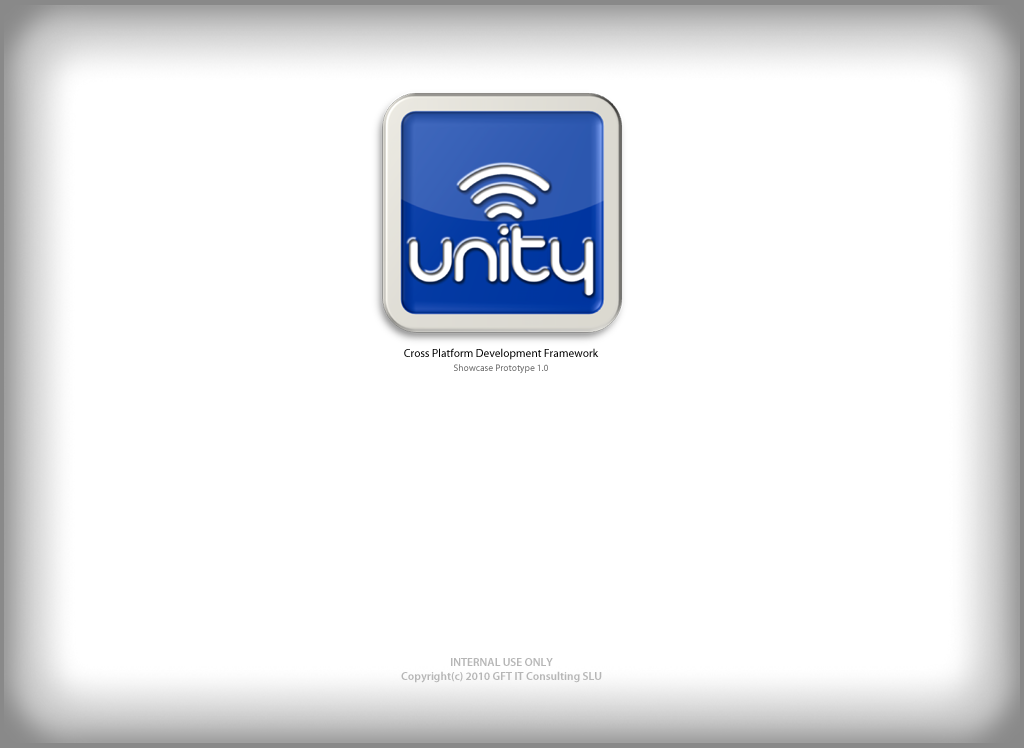 unity
Cross Platform Development Framework
Showcase Prototype 1.0
INTERNAL USE ONLY
Copyright(c) 2010 GFT IT Consulting SLU